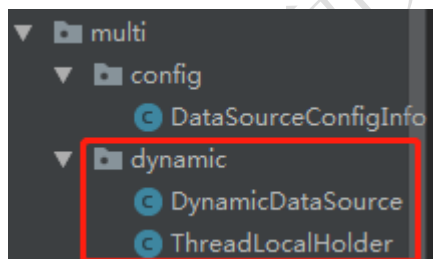 multi
config
DataSourceConfigInfo
dynamic
DynamicDataSource
ThreadLocalHolder